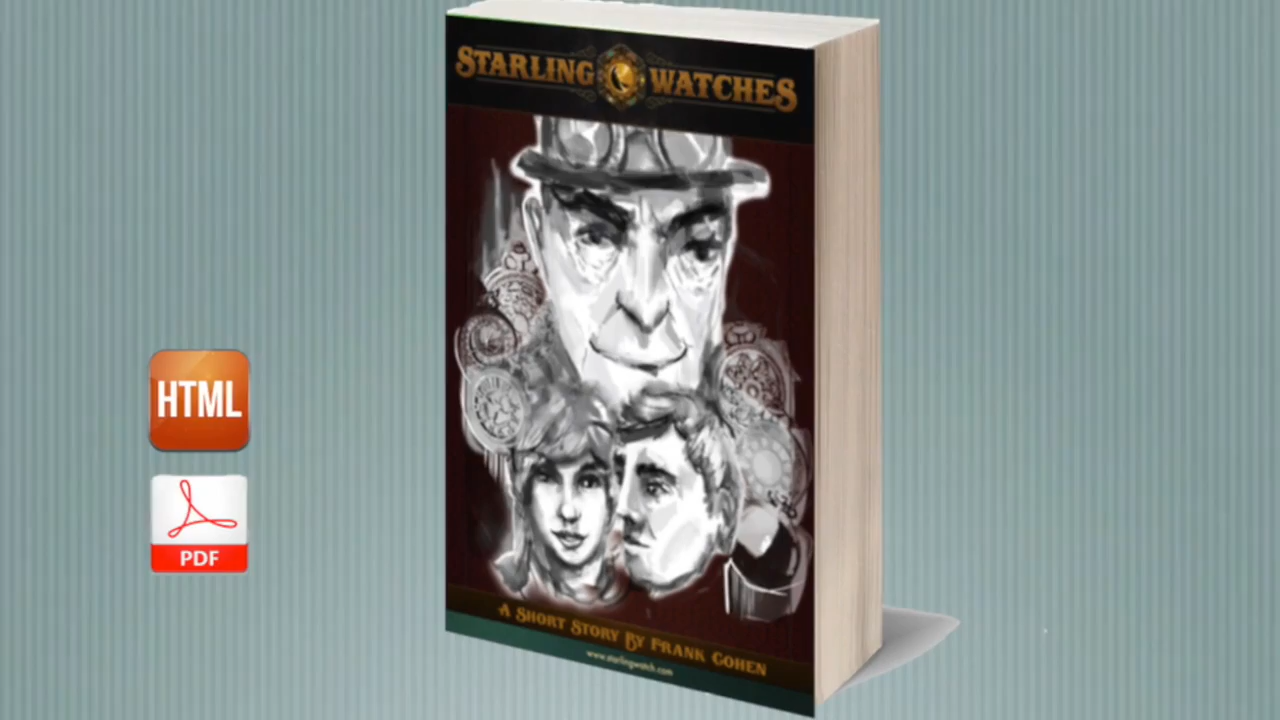 STARLING WATCHES
HTML
PDF
A SHORT STORY BY FRANK COHEN
www.starlingwatch.com